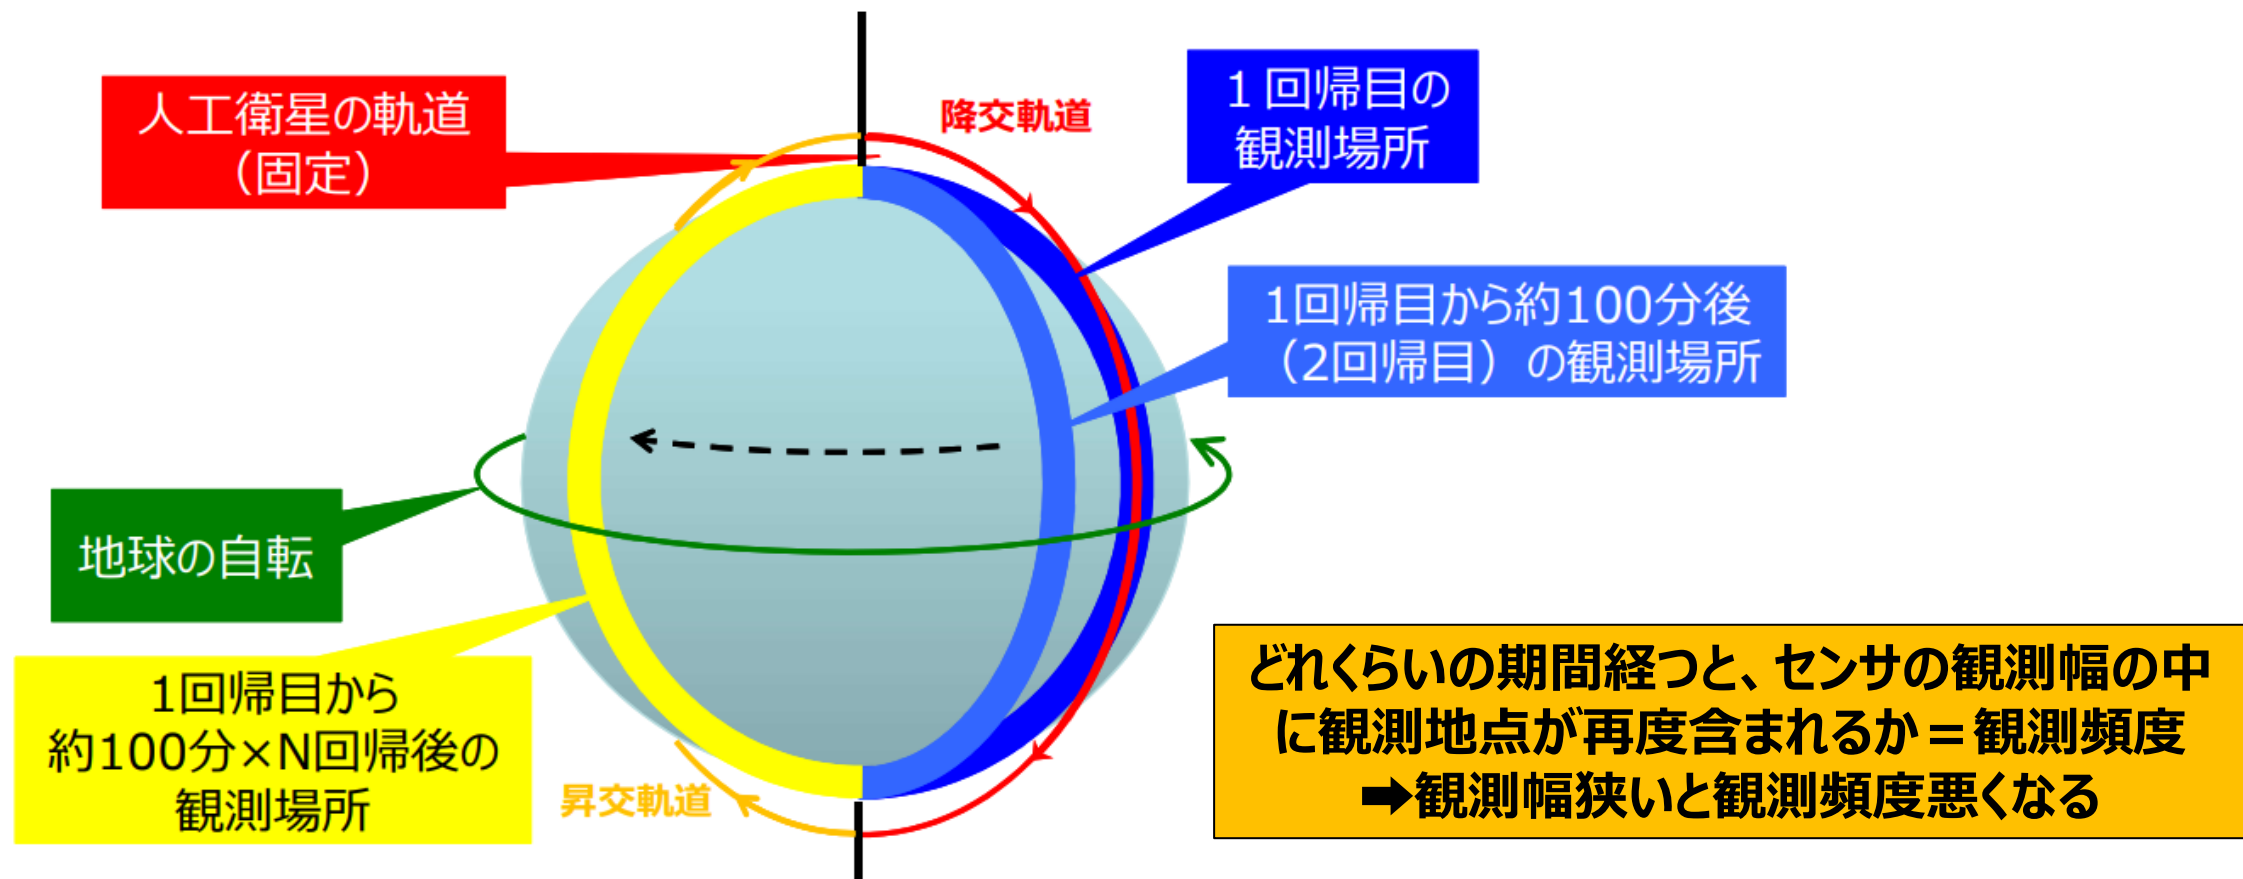 人工衛星の軌道
（固定）
降交軌道
１回帰目の
観測場所
1回帰目から約100分後
（2回帰目）の観測場所
地球の自転
1回帰目から
約100分×N回帰後の
観測場所
昇交軌道
どれくらいの期間経つと、センサの観測幅の中
に観測地点が再度含まれるか＝観測頻度
➡観測幅狭いと観測頻度悪くなる